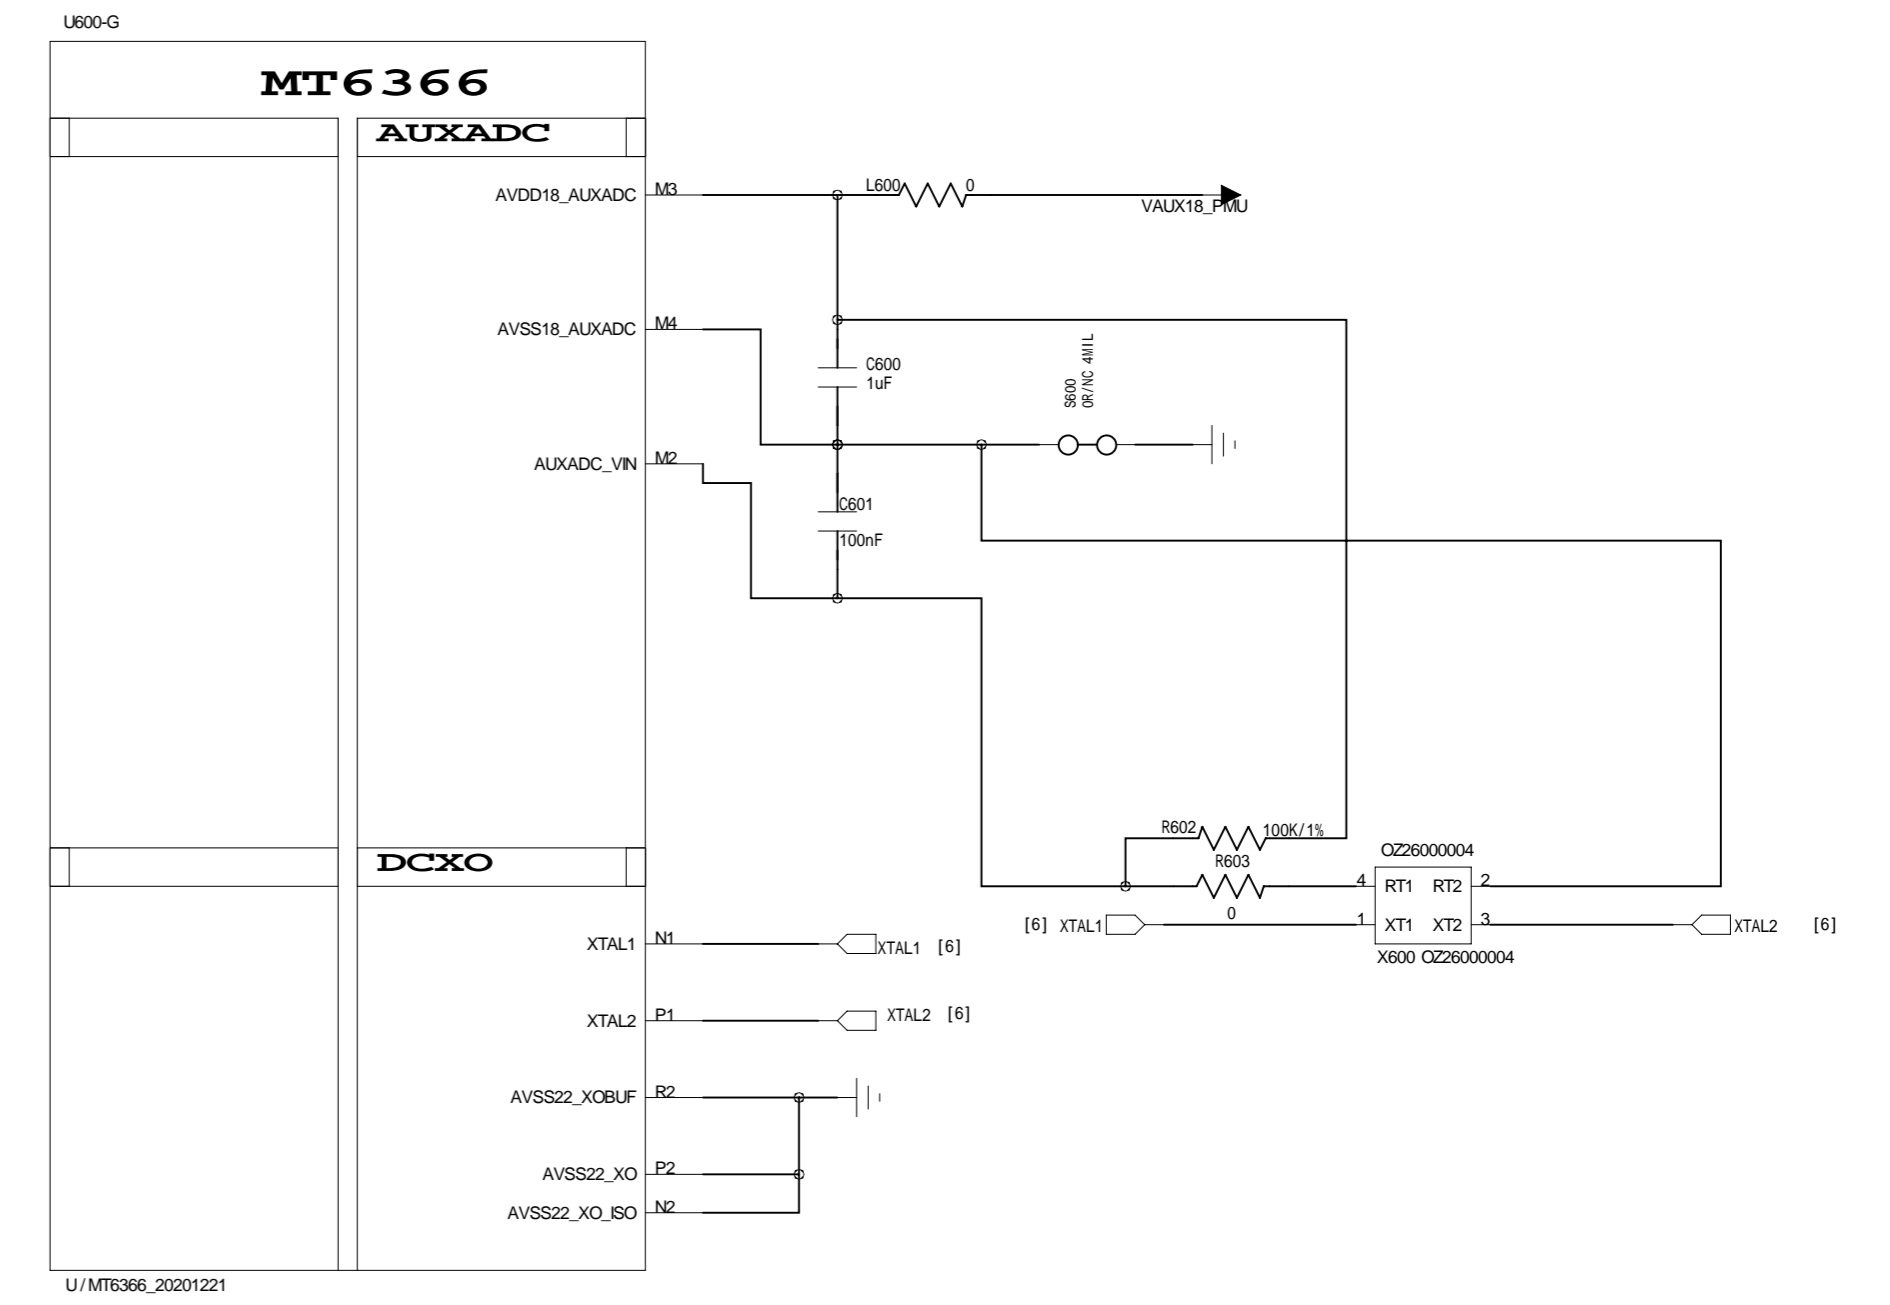 U600-G
MT6366
AUXADC
AVDD18_AUXADC M3
L600 0
VAUX18_PMU
AVSS18_AUXADC M4
C600
1uF
S600
0R/NC 4MIL
AUXADC_VIN M2
C601
100nF
R602 100K/1%
R603
0
OZ26000004
4 RT1 RT2 2
[6] XTAL1 1 XT1 XT2 3 XTAL2 [6]
X600 OZ26000004
DCXO
XTAL1 N1 XTAL1 [6]
XTAL2 P1 XTAL2 [6]
AVSS22_XOBUF R2
AVSS22_XO P2
AVSS22_XO_ISO N2
U/MT6366_20201221